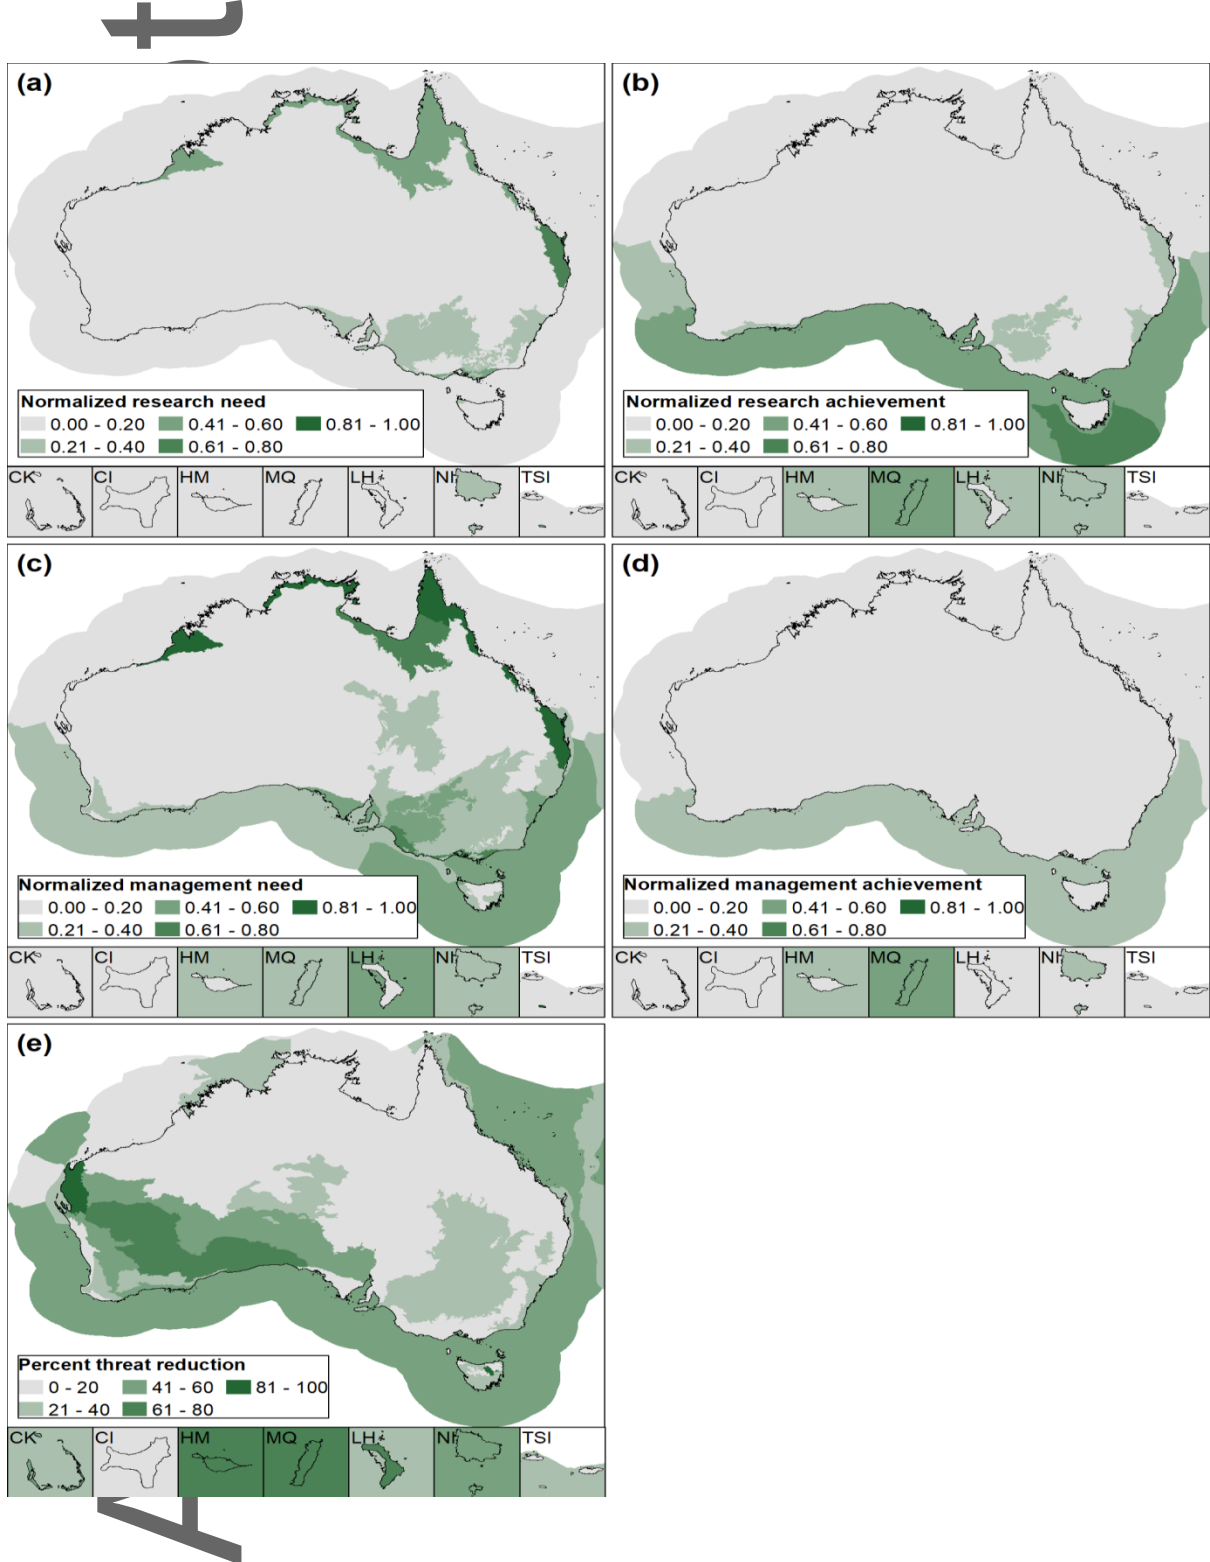 (a)
Normalized research need
0.00 - 0.20 0.41 - 0.60 0.81 - 1.00
0.21 - 0.40 0.61 - 0.80
CK CI HM MQ LH NI TSI
(b)
Normalized research achievement
0.00 - 0.20 0.41 - 0.60 0.81 - 1.00
0.21 - 0.40 0.61 - 0.80
CK CI HM MQ LH NI TSI
(c)
Normalized management need
0.00 - 0.20 0.41 - 0.60 0.81 - 1.00
0.21 - 0.40 0.61 - 0.80
CK CI HM MQ LH NI TSI
(d)
Normalized management achievement
0.00 - 0.20 0.41 - 0.60 0.81 - 1.00
0.21 - 0.40 0.61 - 0.80
CK CI HM MQ LH NI TSI
(e)
Percent threat reduction
0 - 20 41 - 60 81 - 100
21 - 40 61 - 80
CK CI HM MQ LH NI TSI